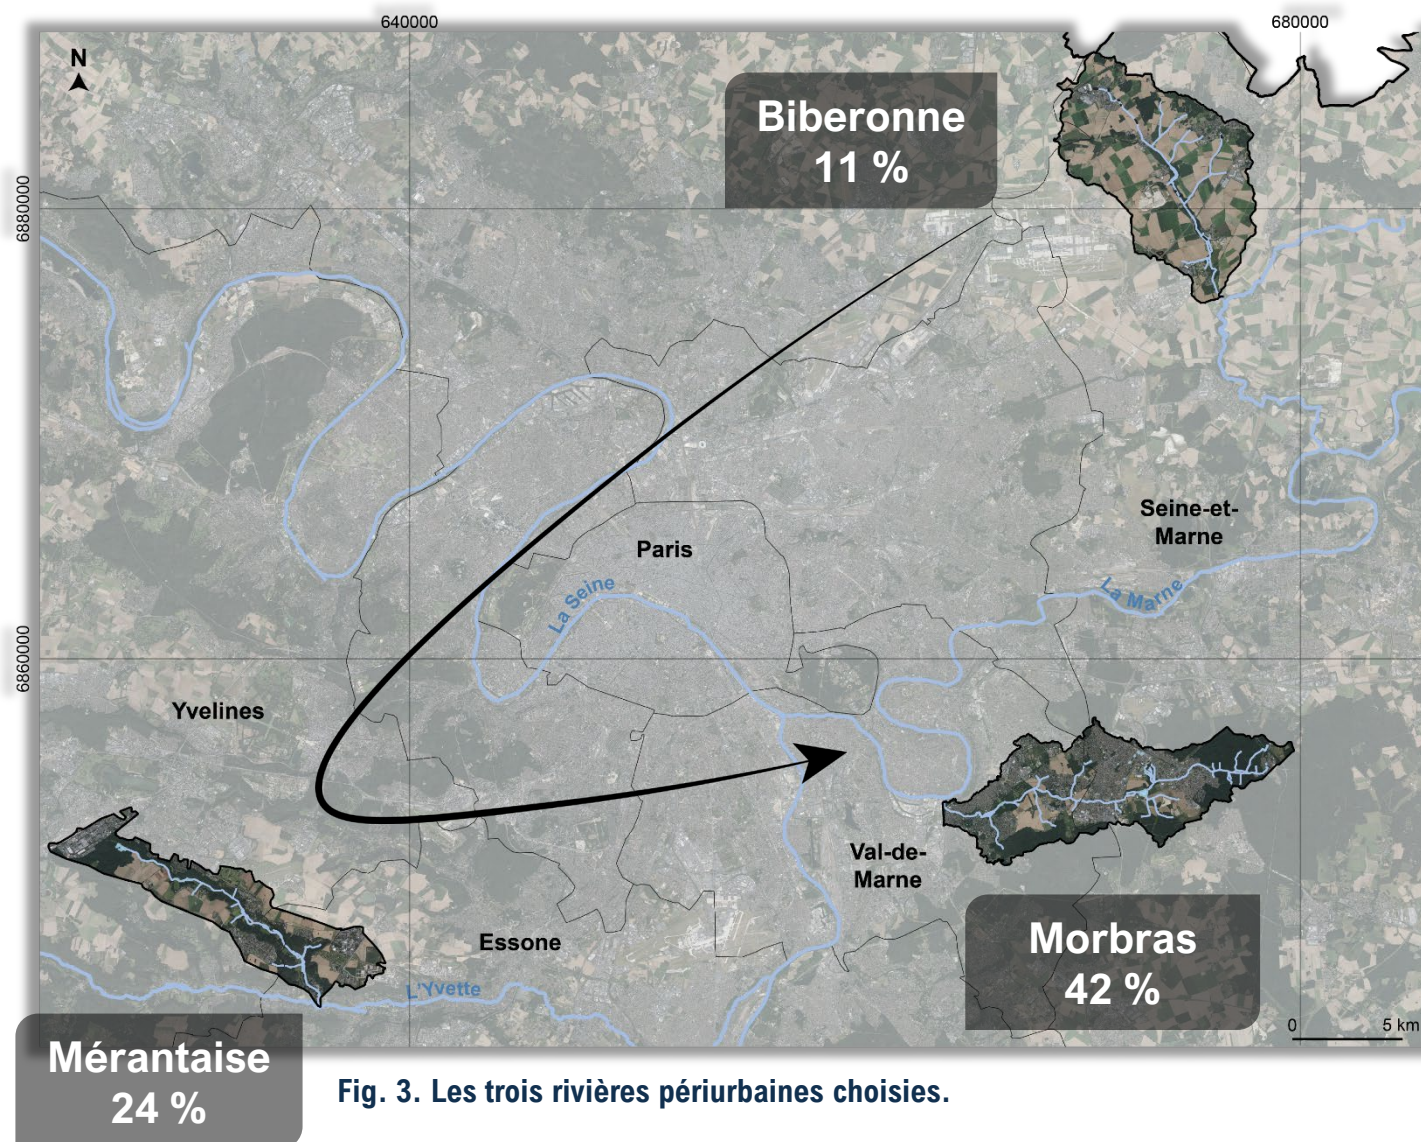 640000
680000
N
Biberonne
11 %
6880000
Seine-et-
Marne
Paris
La Seine
La Marne
6860000
Yvelines
Val-de-
Marne
Essone
Morbras
42 %
L'Yvette
0 5 km
Mérantaise
24 %
Fig. 3. Les trois rivières périurbaines choisies.